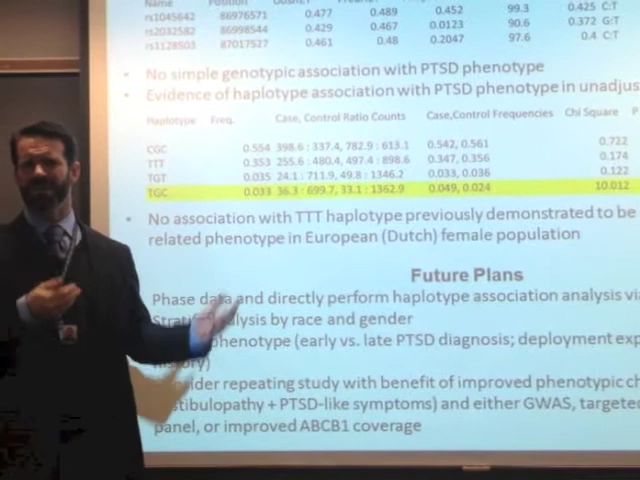 Name Position
rs1045642 86976571 0.477 0.489 0.452 99.3 0.425 C:T
rs2032582 86998544 0.429 0.467 0.0123 90.6 0.372 G:T
rs1128503 87017527 0.461 0.48 0.2047 97.6 0.4 C:T
• No simple genotypic association with PTSD phenotype
• Evidence of haplotype association with PTSD phenotype in unadjus
Haplotype Freq. Case, Control Ratio Counts Case,Control Frequencies Chi Square P
CGC 0.554 398.6 : 337.4, 782.9 : 613.1 0.542, 0.561 0.722
TTT 0.353 255.6 : 480.4, 497.4 : 898.6 0.347, 0.356 0.174
TGT 0.035 24.1 : 711.9, 49.8 : 1346.2 0.033, 0.036 0.122
TGC 0.033 36.3 : 699.7, 33.1 : 1362.9 0.049, 0.024 10.012
• No association with TTT haplotype previously demonstrated to be
related phenotype in European (Dutch) female population
Future Plans
Phase data and directly perform haplotype association analysis via
analysis by race and gender
phenotype (early vs. late PTSD diagnosis; deployment exp
history)
repeating study with benefit of improved phenotypic ch
+ PTSD-like symptoms) and either GWAS, targeted
panel, or improved ABCB1 coverage